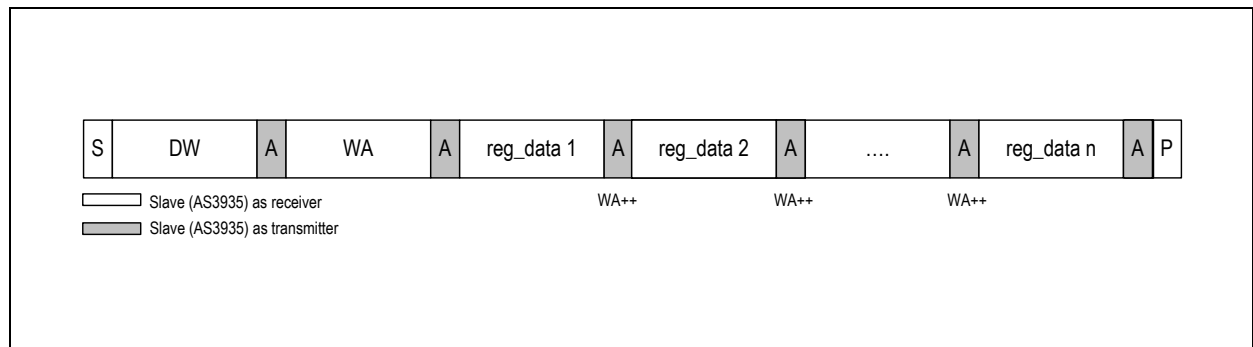 S DW A WA A reg_data 1 A reg_data 2 A .... A reg_data n A P
WA++ WA++ WA++
Slave (AS3935) as receiver
Slave (AS3935) as transmitter